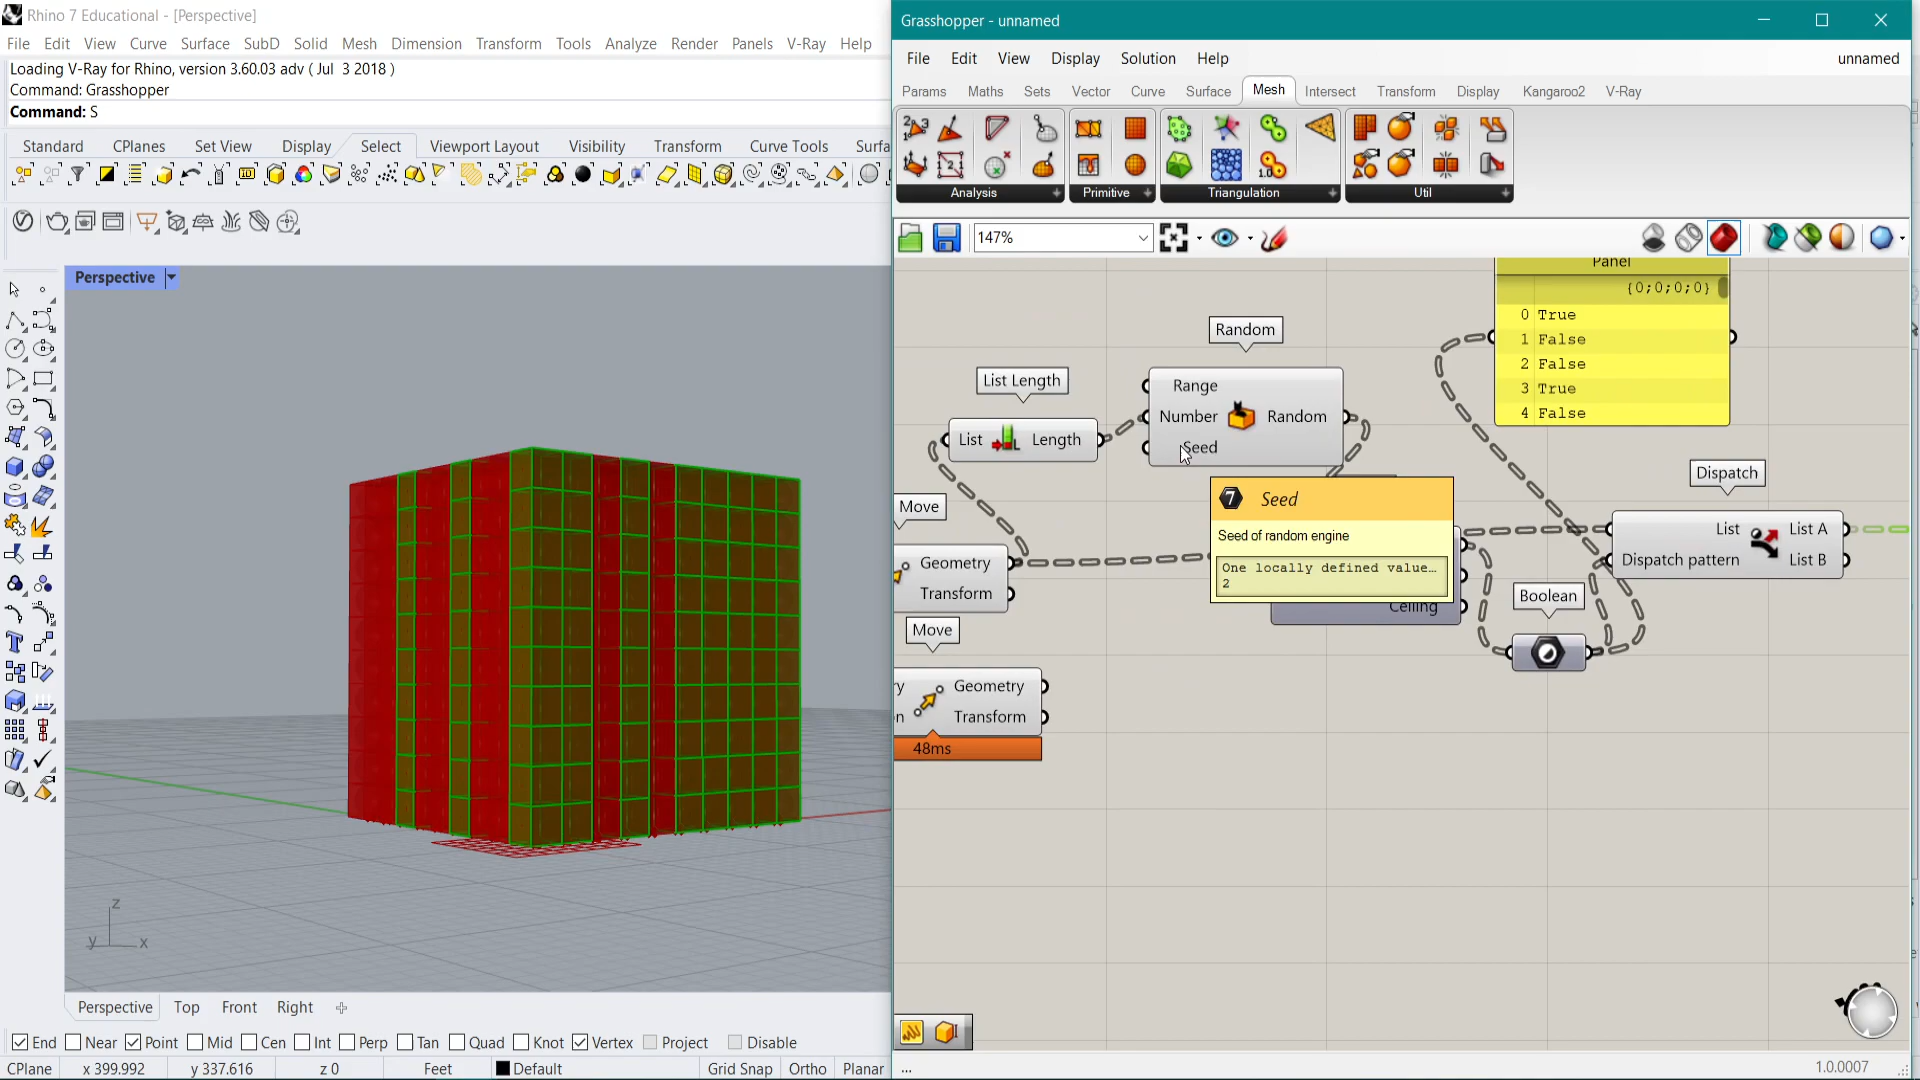 Rhino 7 Educational - [Perspective]
File Edit View Curve Surface SubD Solid Mesh Dimension Transform Tools Analyze Render Panels V-Ray Help
Loading V-Ray for Rhino, version 3.60.03 adv ( Jul 3 2018 )
Command: Grasshopper
Command: S
Standard CPlanes Set View Display Select Viewport Layout Visibility Transform Curve Tools Surfa
Perspective
z
y x
Perspective Top Front Right
End Near Point Mid Cen Int Perp Tan Quad Knot Vertex Project Disable
CPlane x 399.992 y 337.616 z 0 Feet Default Grid Snap Ortho Planar
Grasshopper - unnamed
File Edit View Display Solution Help unnamed
Params Maths Sets Vector Curve Surface Mesh Intersect Transform Display Kangaroo2 V-Ray
Analysis Primitive Triangulation Util
147%
Panel
{0;0;0;0}
0 True
1 False
2 False
3 True
4 False
Random
Range
Number Random
Seed
List Length
List Length
Seed
Seed of random engine
One locally defined value…
2
Ceiling
Move
Geometry
Transform
Move
y Geometry
n Transform
48ms
Dispatch
List List A
Dispatch pattern List B
Boolean
... 1.0.0007